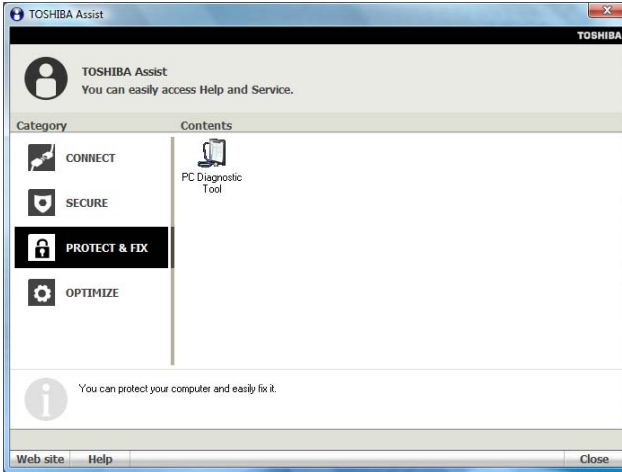 TOSHIBA Assist
TOSHIBA
TOSHIBA Assist
You can easily access Help and Service.
Category
Contents
CONNECT
SECURE
PROTECT & FIX
OPTIMIZE
PC Diagnostic
Tool
You can protect your computer and easily fix it.
Web site
Help
Close